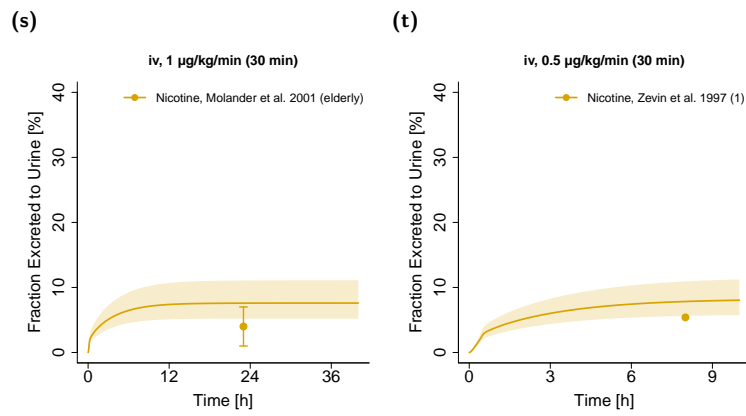 (s)
iv, 1 µg/kg/min (30 min)
Nicotine, Molander et al. 2001 (elderly)
Fraction Excreted to Urine [%]
40
30
20
10
0
0 12 24 36
Time [h]
(t)
iv, 0.5 µg/kg/min (30 min)
Nicotine, Zevin et al. 1997 (1)
Fraction Excreted to Urine [%]
40
30
20
10
0
0 3 6 9
Time [h]